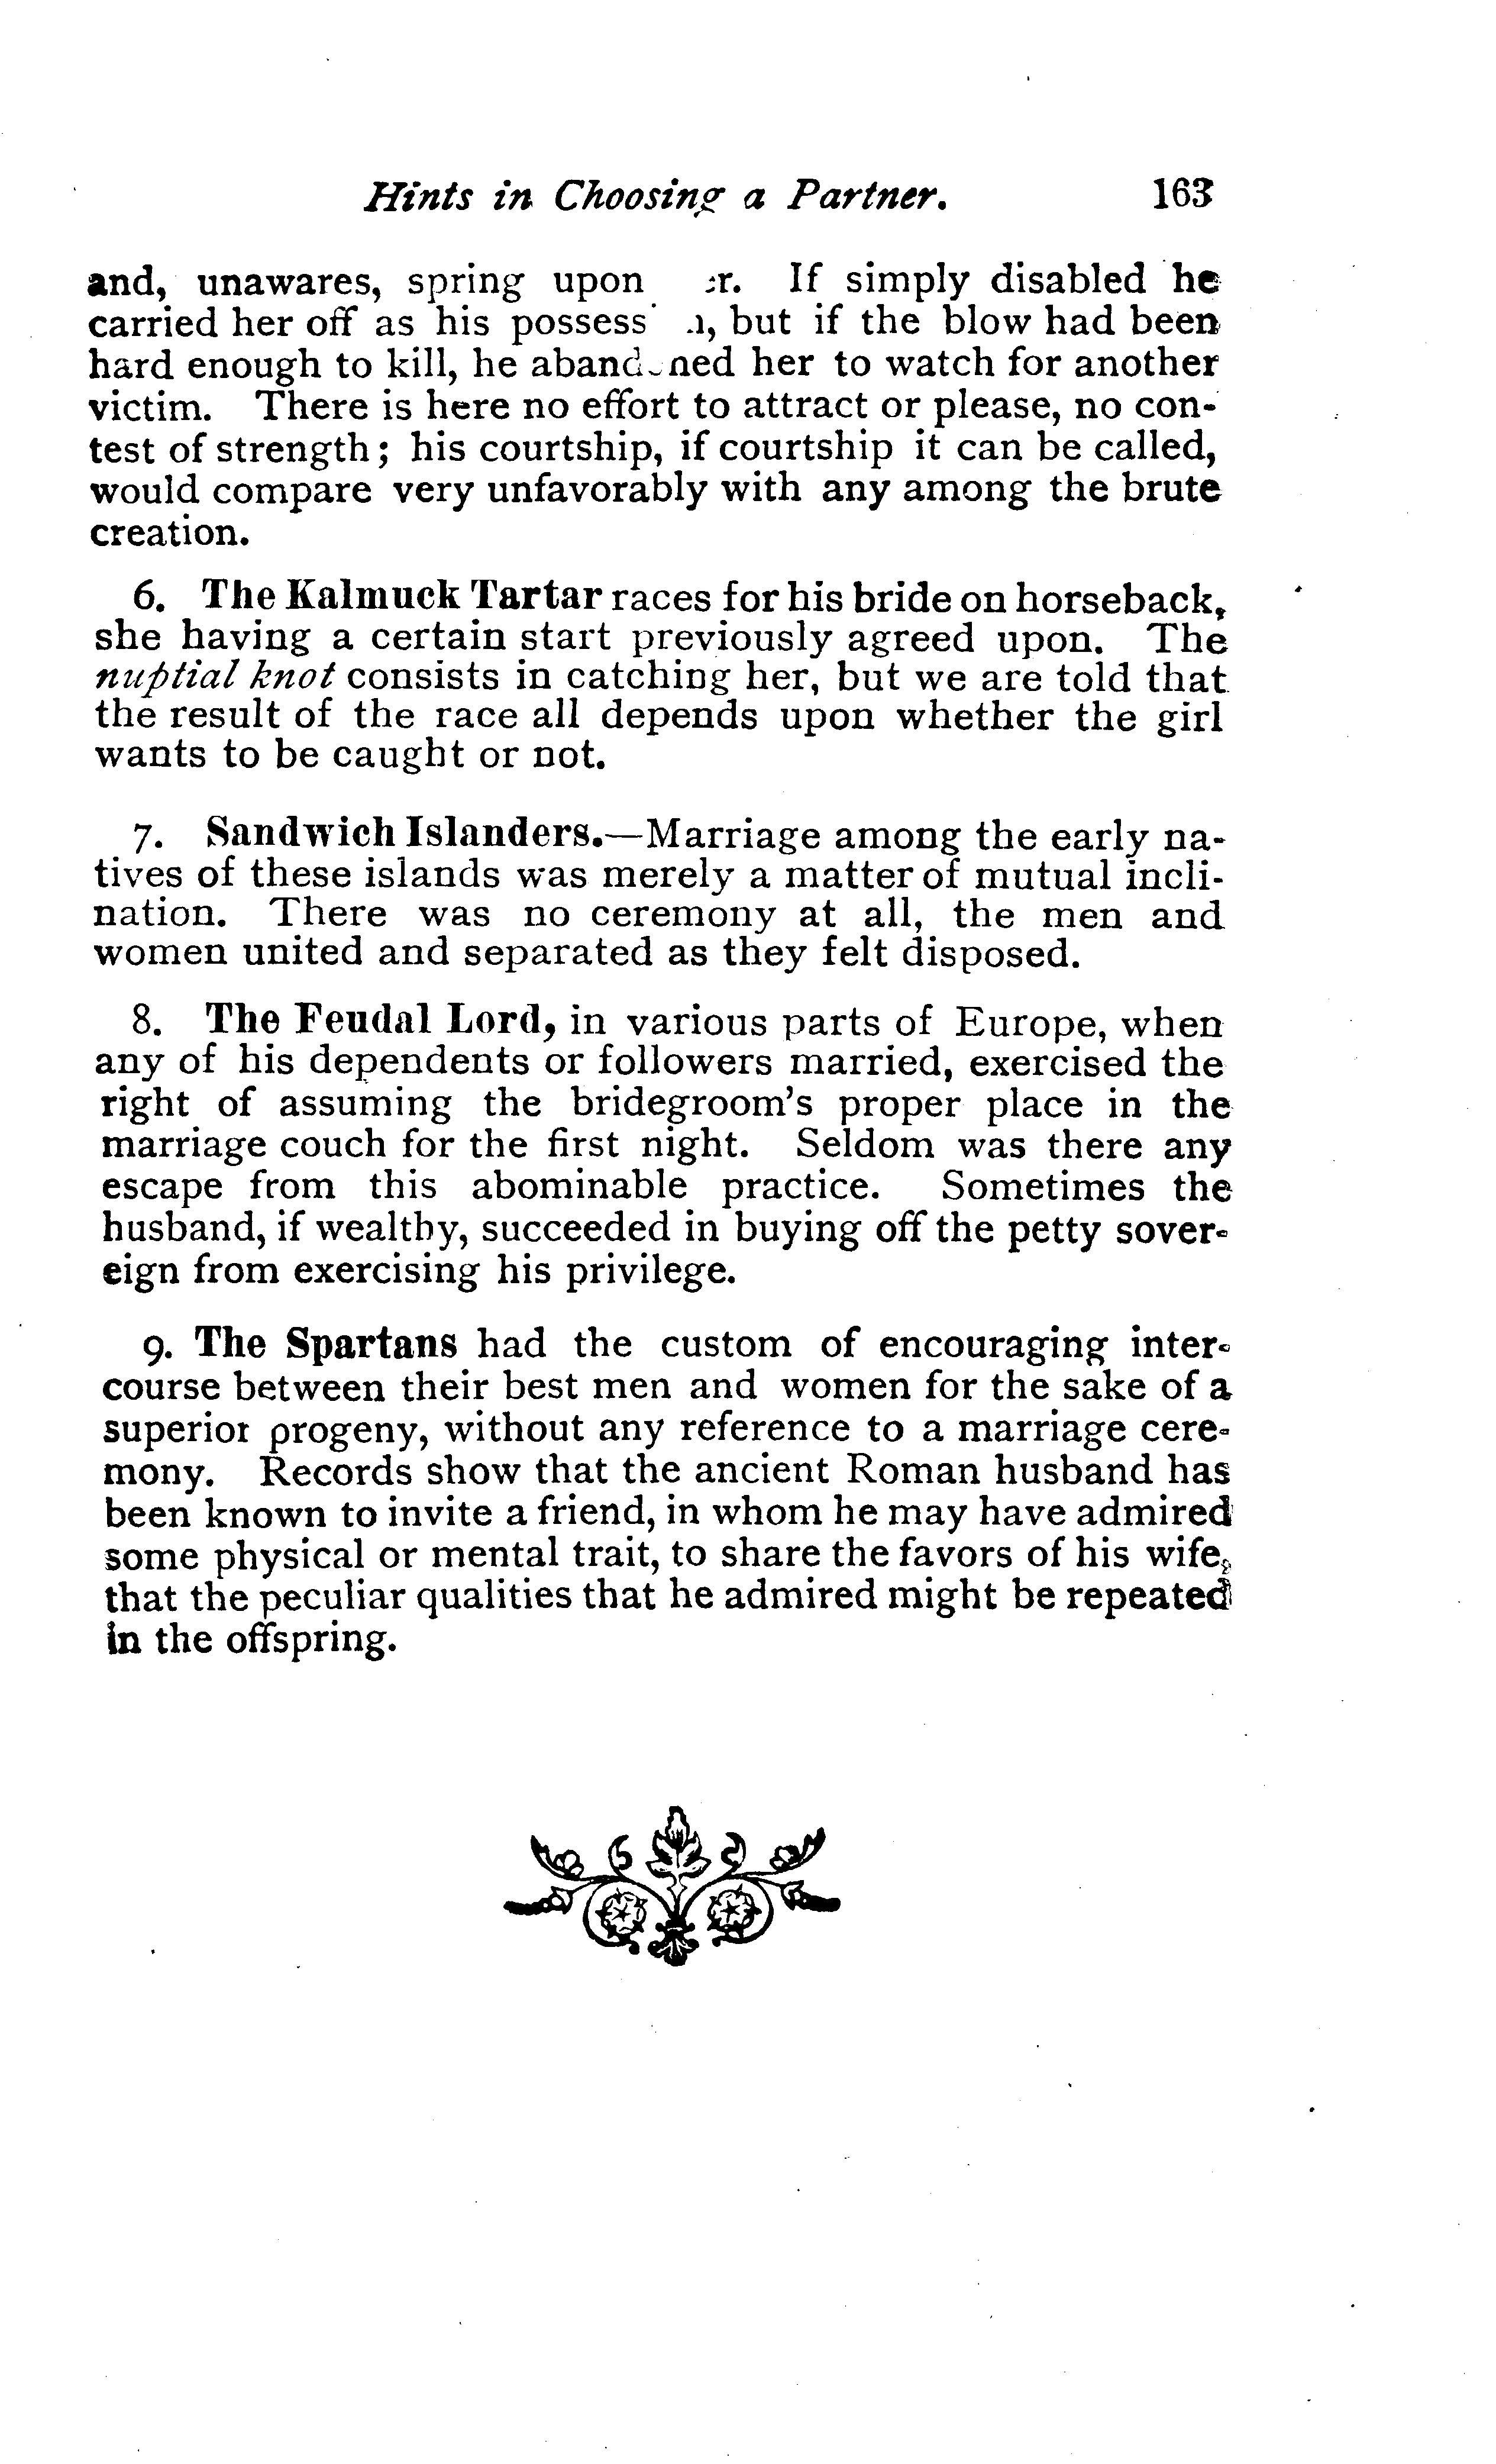 Hints in Choosing a Partner. 163
and, unawares, spring upon If simply disabled he
carried her off as his but if the blow had been
hard enough to kill, he abandoned her to watch for another
victim. There is here no effort to attract or please, no con-
test of strength; his courtship, if courtship it can be called,
would compare very unfavorably with any among the brute
creation.
6. The Kalmuck Tartar races for his bride on horseback,
she having a certain start previously agreed upon. The
nuptial knot consists in catching her, but we are told that
the result of the race all depends upon whether the girl
wants to be caught or not.
7. Sandwich Islanders.—Marriage among the early na-
tives of these islands was merely a matter of mutual incli-
nation. There was no ceremony at all, the men and
women united and separated as they felt disposed.
8. The Feudal Lord, in various parts of Europe, when
any of his dependents or followers married, exercised the
right of assuming the bridegroom's proper place in the
marriage couch for the first night. Seldom was there any
escape from this abominable practice. Sometimes the
husband, if wealthy, succeeded in buying off the petty sover-
eign from exercising his privilege.
9. The Spartans had the custom of encouraging inter-
course between their best men and women for the sake of a
superior progeny, without any reference to a marriage cere-
mony. Records show that the ancient Roman husband has
been known to invite a friend, in whom he may have admired
some physical or mental trait, to share the favors of his wife,
that the peculiar qualities that he admired might be repeated
in the offspring.